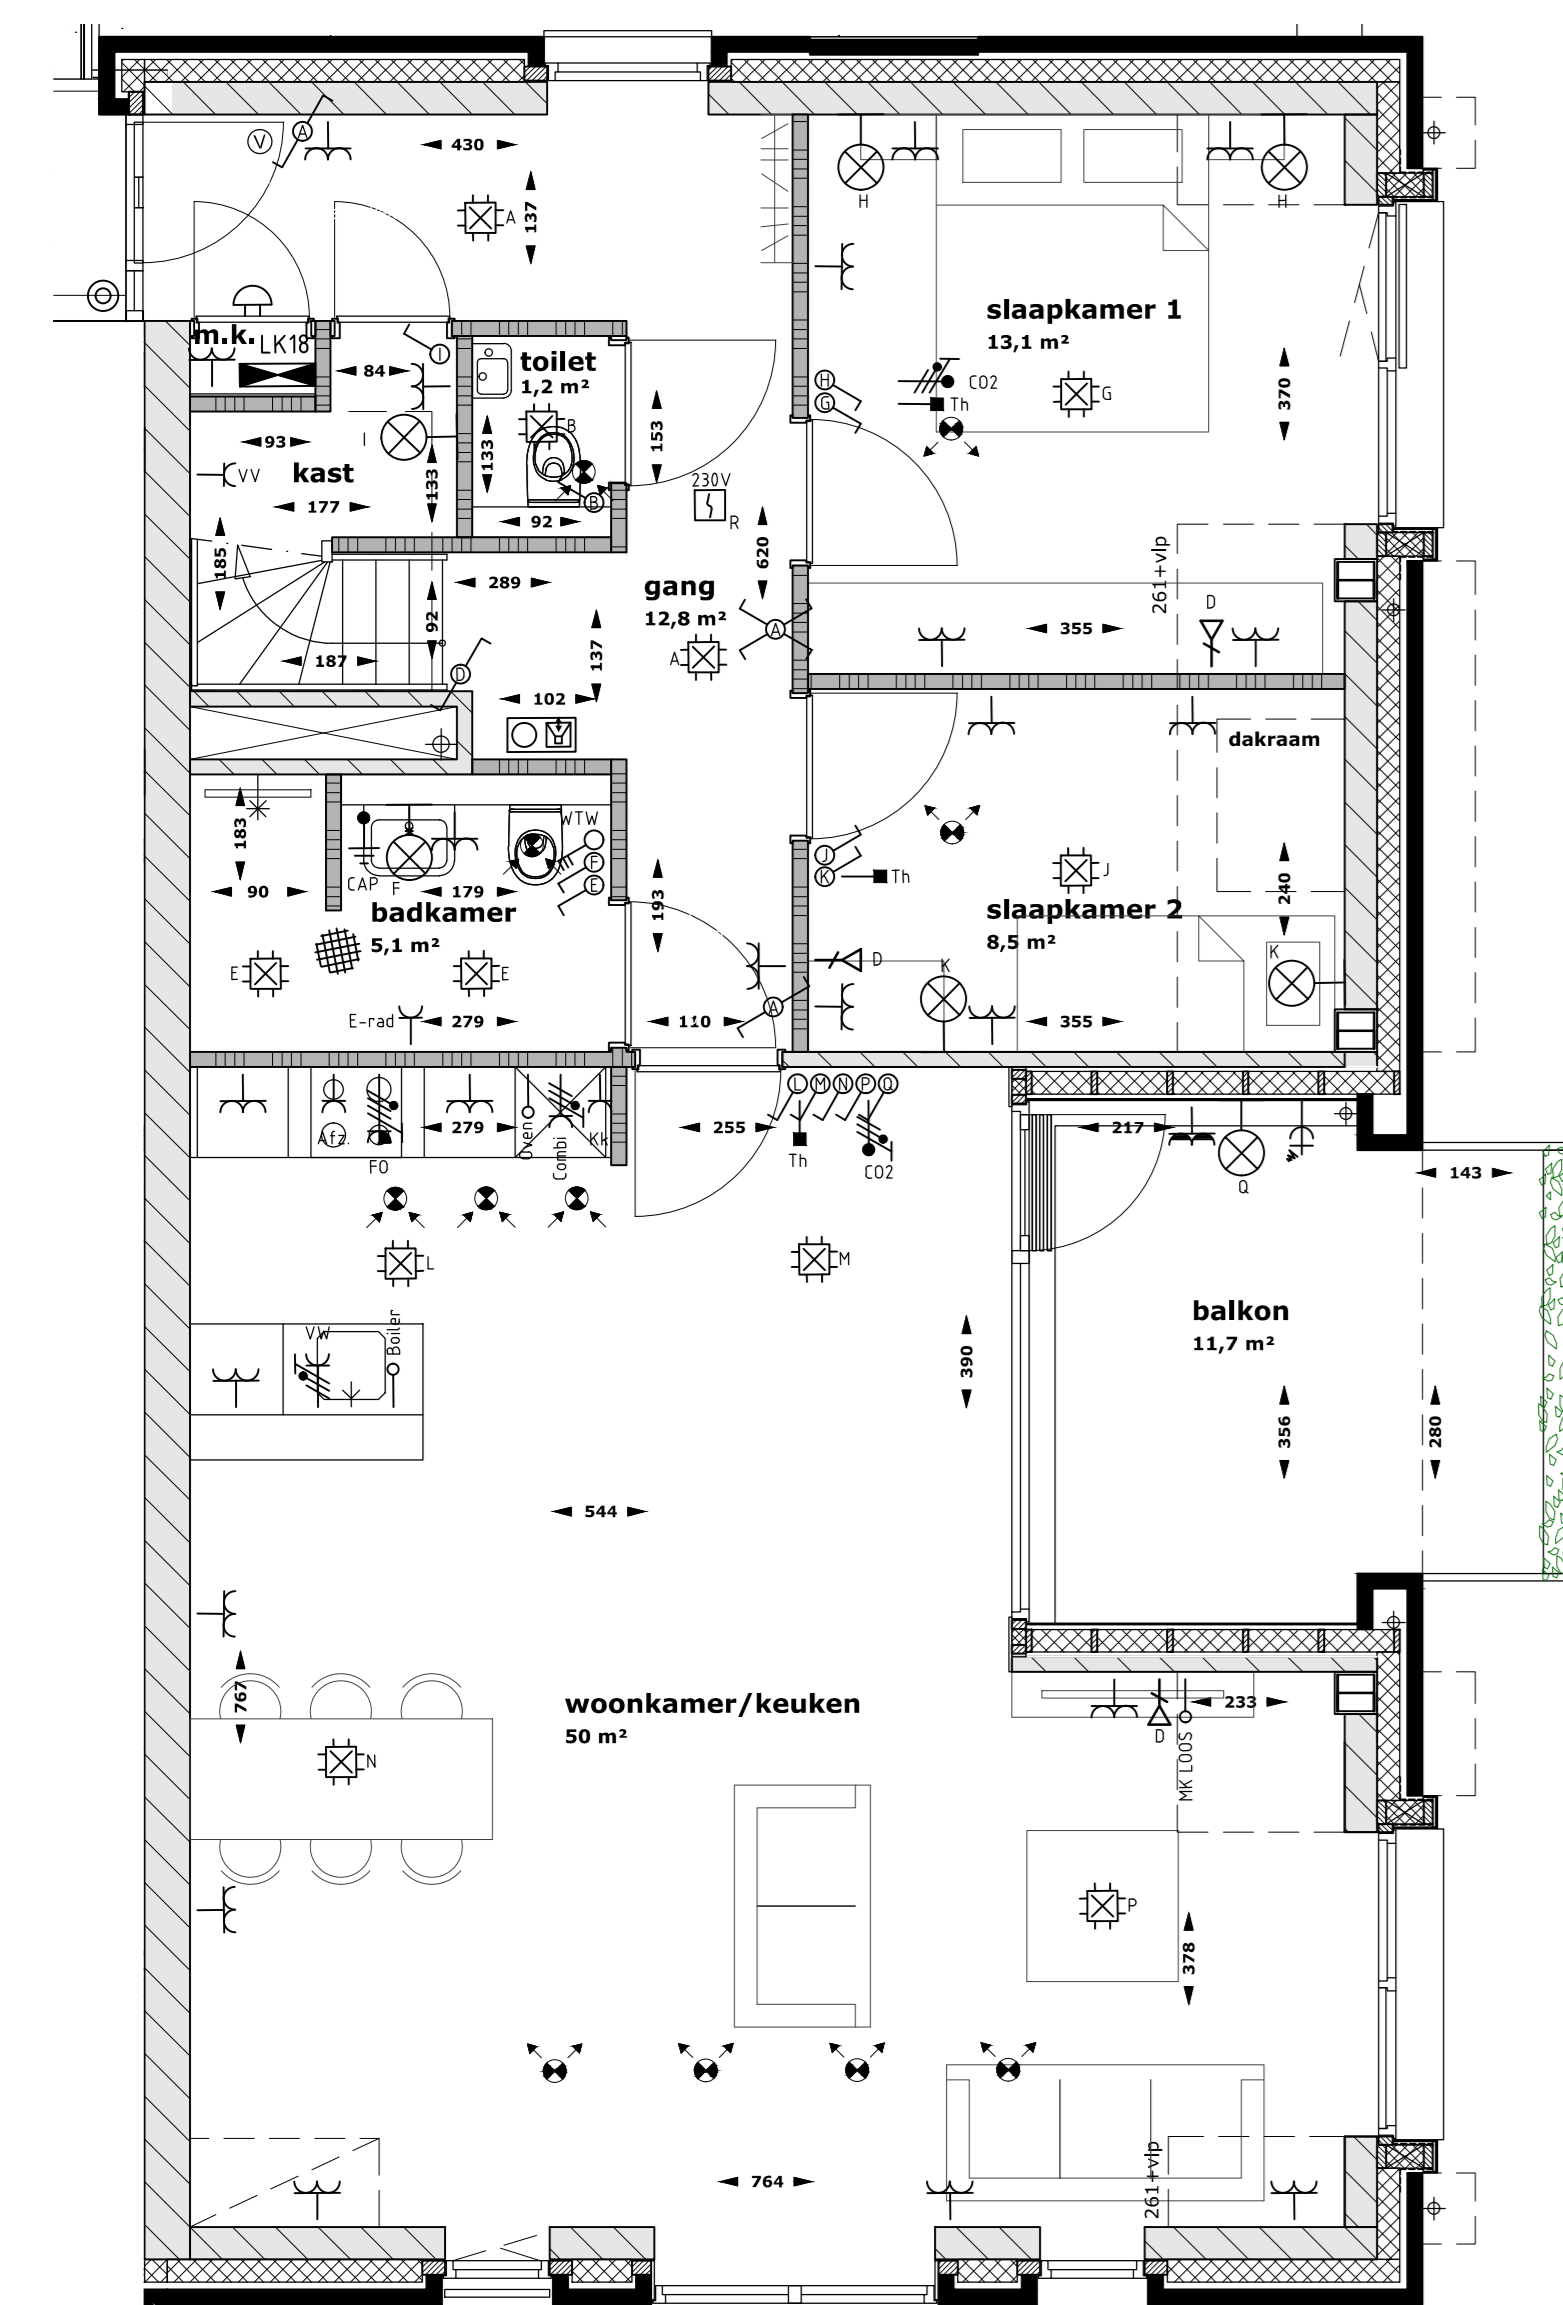 V
A
430
137
A
H
H
slaapkamer 1
13,1 m²
m.k.
LK18
84
I
toilet
1,2 m²
B
133
153
H
G
CO2
Th
G
370
93
I
kast
VV
177
133
92
B
230V
R
620
185
289
gang
12,8 m²
92
187
137
A
A
261+vlp
355
D
D
102
dakraam
183
WTW
F
E
CAP
F
90
179
badkamer
5,1 m²
193
J
K
Th
J
slaapkamer 2
8,5 m²
240
E
E
D
K
K
E-rad
279
110
A
355
L
M
N
P
Q
Afz.
279
Oven
Combi
Kk
FO
255
Th
CO2
217
Q
143
L
M
VW
Boiler
390
balkon
11,7 m²
356
280
544
767
woonkamer/keuken
50 m²
233
D
MK LOOS
N
P
378
764
261+vlp